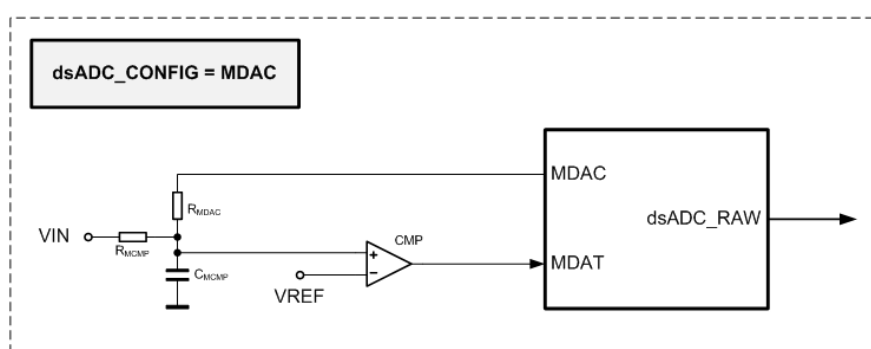 dsADC_CONFIG = MDAC
MDAC
RMDAC
dsADC_RAW
VIN
RMCMP
CMP
+
−
MDAT
CMCMP
VREF